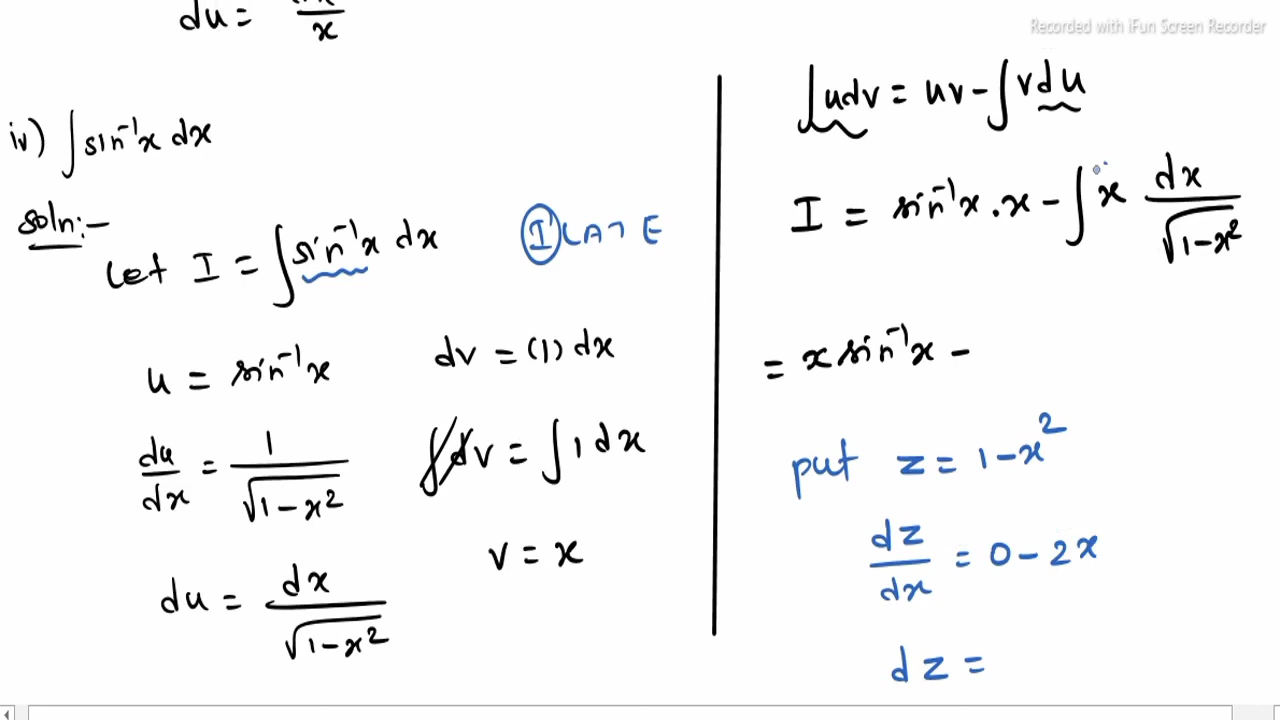 du = x
Recorded with iFun Screen Recorder
iv) ∫ sin⁻¹x dx
soln:-
Let I = ∫ sin⁻¹x dx
ILATE
u = sin⁻¹x
dv = (1) dx
du/dx = 1/√1-x²
∫dv = ∫1 dx
v = x
du = dx/√1-x²
∫udv = uv - ∫vdu
I = sin⁻¹x . x - ∫ x dx/√1-x²
= x sin⁻¹x -
put z = 1-x²
dz/dx = 0 - 2x
dz =